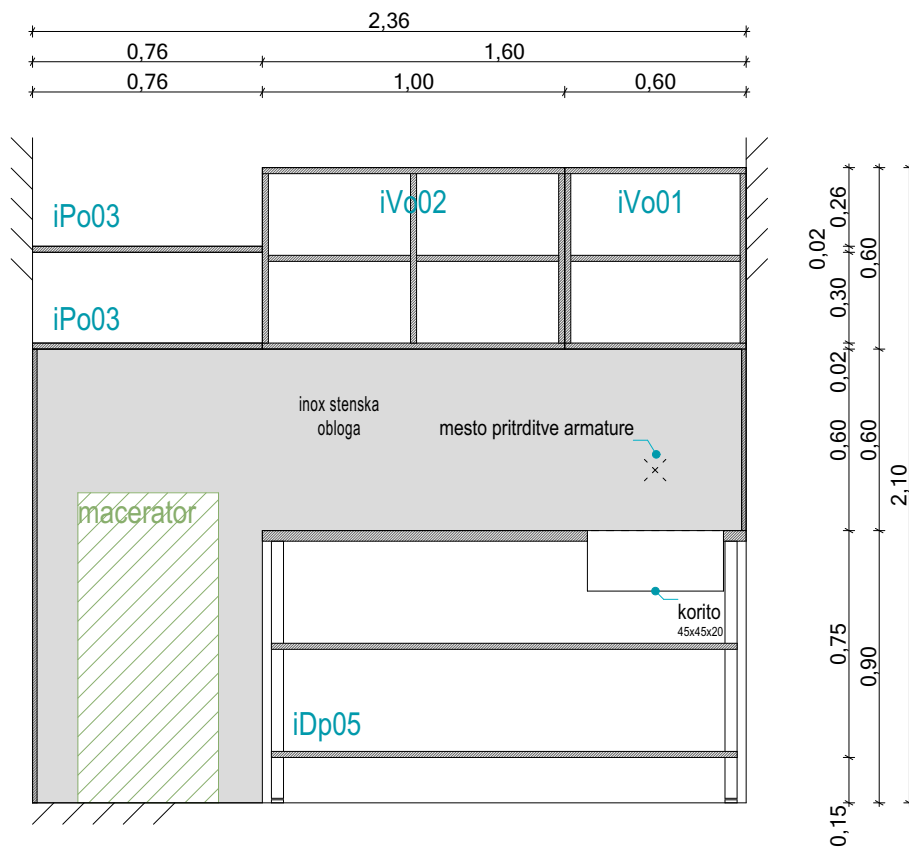 2,36
0,76
1,60
0,76
1,00
0,60
iPo03
iVo02
iVo01
0,26
0,02
0,60
0,30
iPo03
0,02
inox stenska
obloga
mesto pritrditve armature
0,60
0,60
2,10
macerator
korito
45x45x20
0,75
0,90
iDp05
0,15